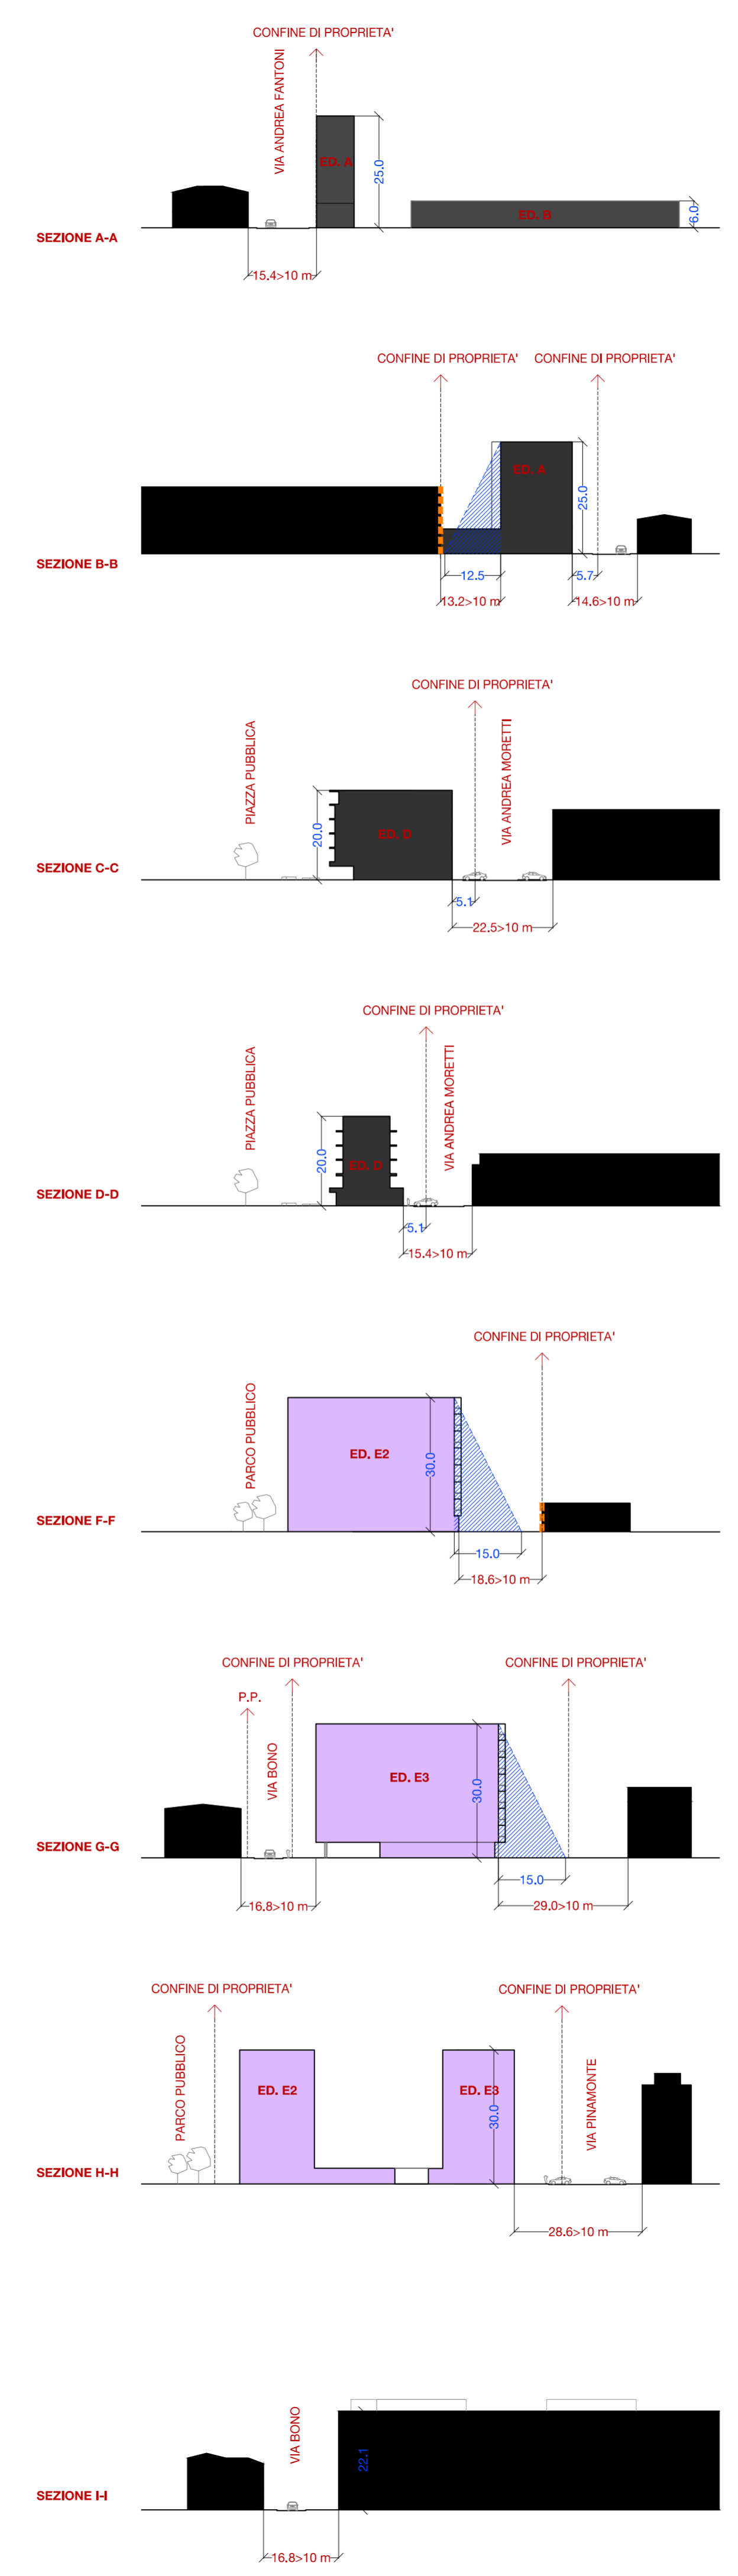 CONFINE DI PROPRIETA'
VIA ANDREA FANTONI
ED. A
25.0
ED. B
6.0
SEZIONE A-A
15.4>10 m
CONFINE DI PROPRIETA' CONFINE DI PROPRIETA'
ED. A
25.0
SEZIONE B-B
12.5 5.7
13.2>10 m 14.6>10 m
CONFINE DI PROPRIETA'
PIAZZA PUBBLICA
VIA ANDREA MORETTI
20.0
ED. D
SEZIONE C-C
5.1
22.5>10 m
CONFINE DI PROPRIETA'
PIAZZA PUBBLICA
VIA ANDREA MORETTI
20.0
ED. D
SEZIONE D-D
5.1
15.4>10 m
CONFINE DI PROPRIETA'
PARCO PUBBLICO
ED. E2
30.0
SEZIONE F-F
15.0
18.6>10 m
CONFINE DI PROPRIETA' CONFINE DI PROPRIETA'
P.P.
VIA BONO
ED. E3
30.0
SEZIONE G-G
15.0
16.8>10 m 29.0>10 m
CONFINE DI PROPRIETA' CONFINE DI PROPRIETA'
PARCO PUBBLICO
ED. E2 ED. E3
30.0
VIA PINAMONTE
SEZIONE H-H
28.6>10 m
VIA BONO
22.1
SEZIONE I-I
16.8>10 m